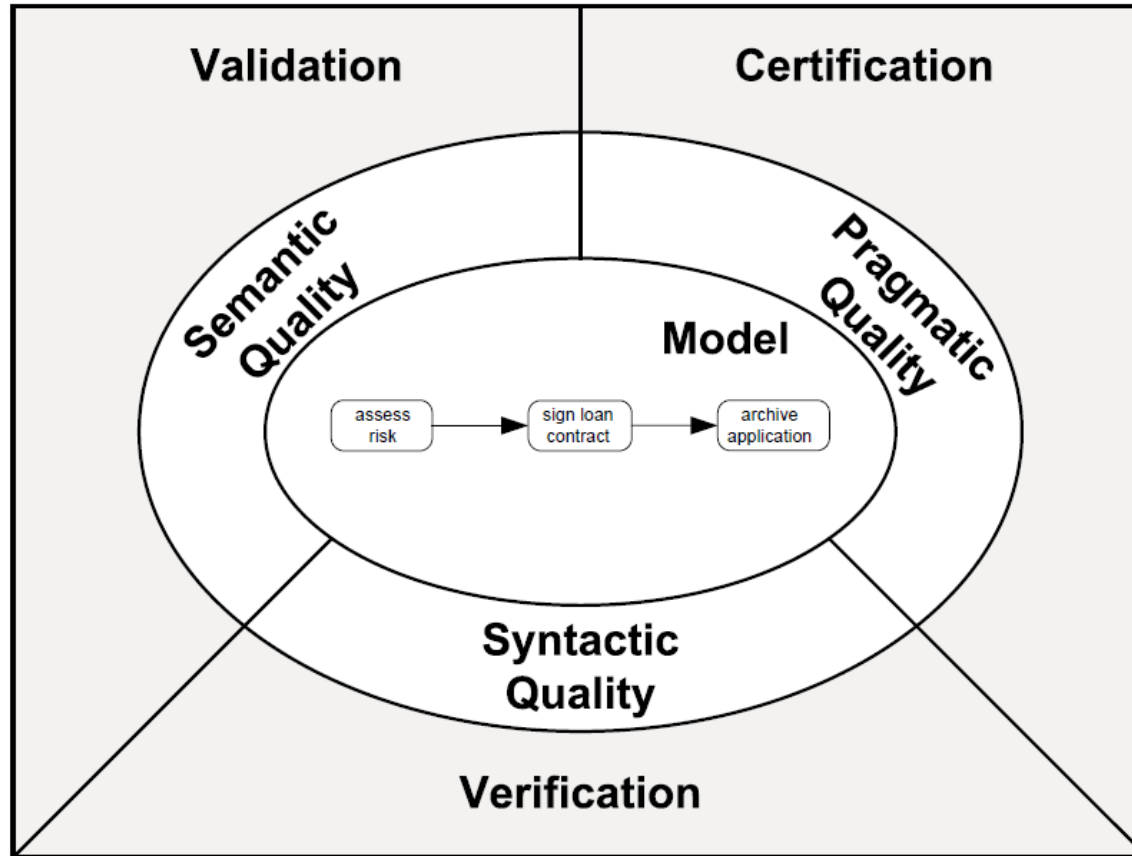 Validation
Certification
Semantic
Quality
Pragmatic
Quality
Model
assess
risk
sign loan
contract
archive
application
Syntactic
Quality
Verification